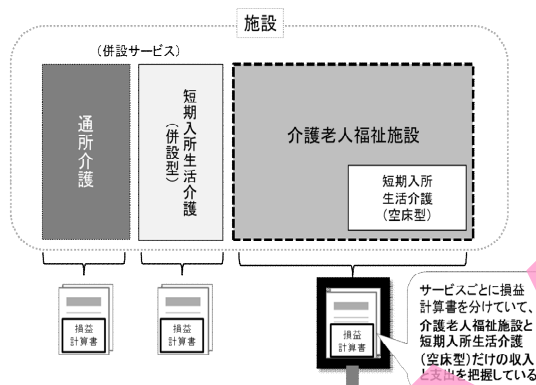 施設
(併設サービス)
通所介護
短期入所生活介護
(併設型)
介護老人福祉施設
短期入所
生活介護
(空床型)
損益
計算書
損益
計算書
損益
計算書
サービスごとに損益
計算書を分けていて、
介護老人福祉施設と
短期入所生活介護
(空床型)だけの収入
と支出を把握している